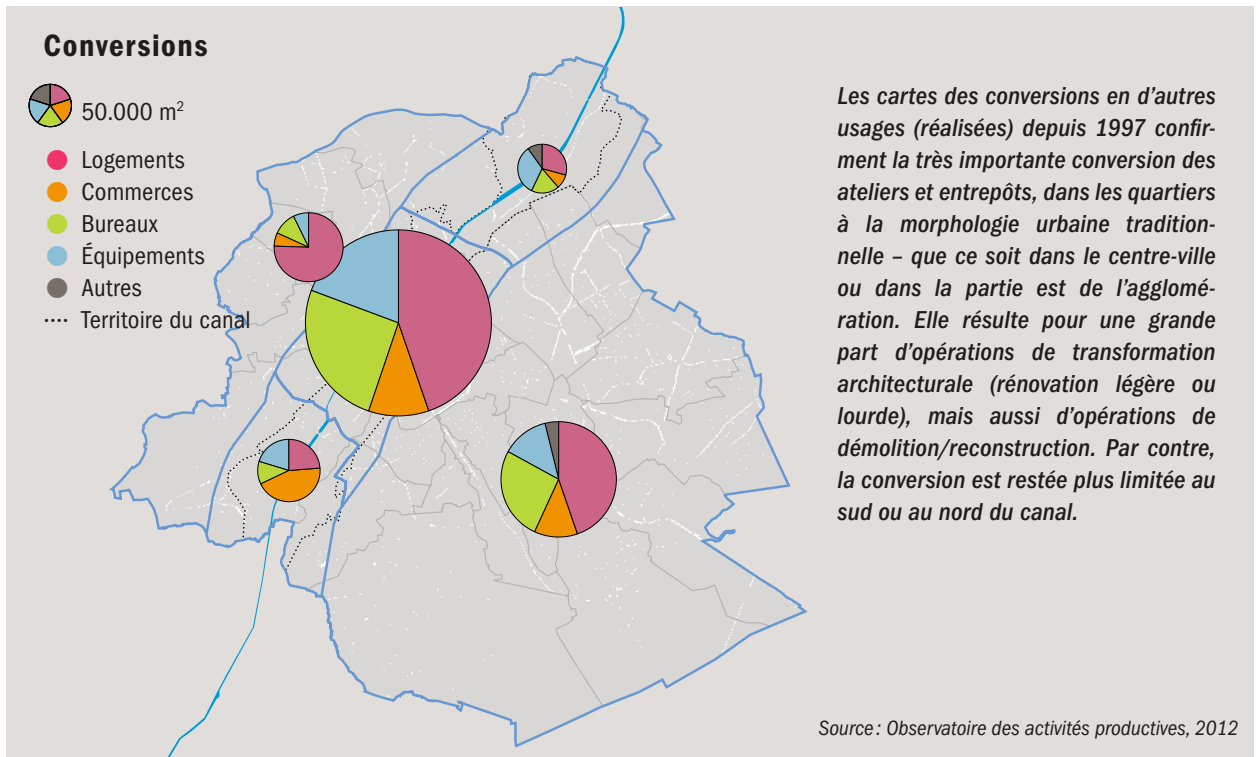 Conversions
50.000 m²
Logements
Commerces
Bureaux
Équipements
Autres
Territoire du canal
Les cartes des conversions en d'autres
usages (réalisées) depuis 1997 confir-
ment la très importante conversion des
ateliers et entrepôts, dans les quartiers
à la morphologie urbaine tradition-
nelle – que ce soit dans le centre-ville
ou dans la partie est de l'agglomé-
ration. Elle résulte pour une grande
part d'opérations de transformation
architecturale (rénovation légère ou
lourde), mais aussi d'opérations de
démolition/reconstruction. Par contre,
la conversion est restée plus limitée au
sud ou au nord du canal.
Source : Observatoire des activités productives, 2012